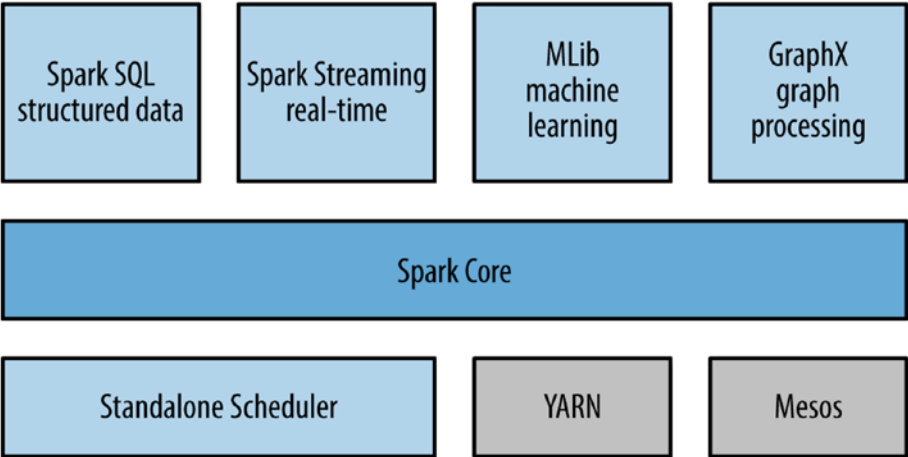 Spark SQL
structured data
Spark Streaming
real-time
MLib
machine
learning
GraphX
graph
processing
Spark Core
Standalone Scheduler
YARN
Mesos